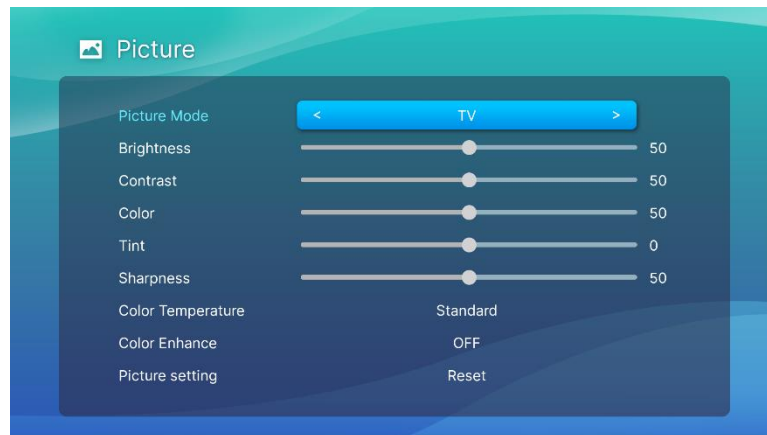 Picture
Picture Mode < TV >
Brightness 50
Contrast 50
Color 50
Tint 0
Sharpness 50
Color Temperature Standard
Color Enhance OFF
Picture setting Reset